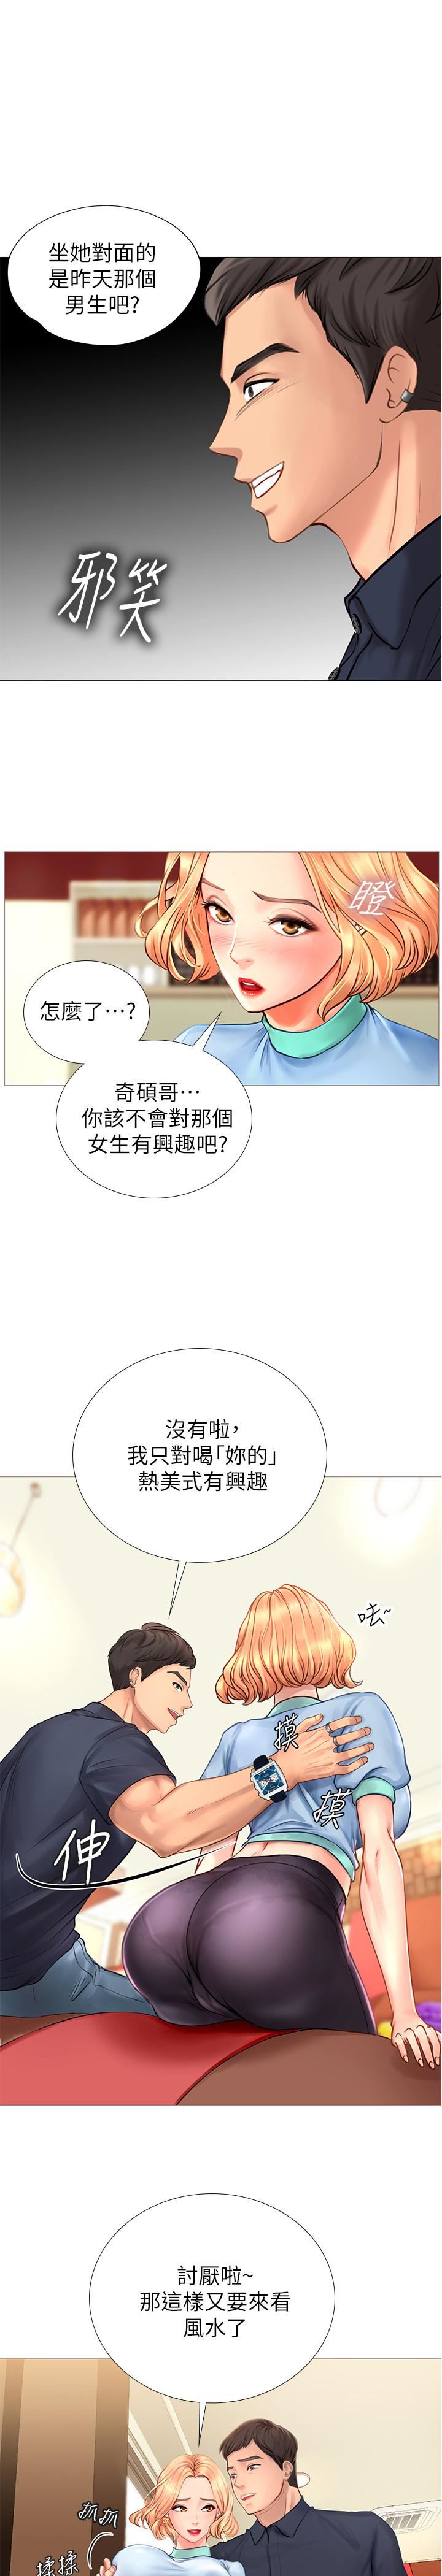 坐她對面的
是昨天那個
男生吧?
邪笑
瞪
怎麼了⋯?
奇碩哥⋯
你該不會對那個
女生有興趣吧?
沒有啦,
我只對喝「妳的」
熱美式有興趣
呿~
摸
摸
伸
討厭啦~
那這樣又要來看
風水了
抓抓
揉揉